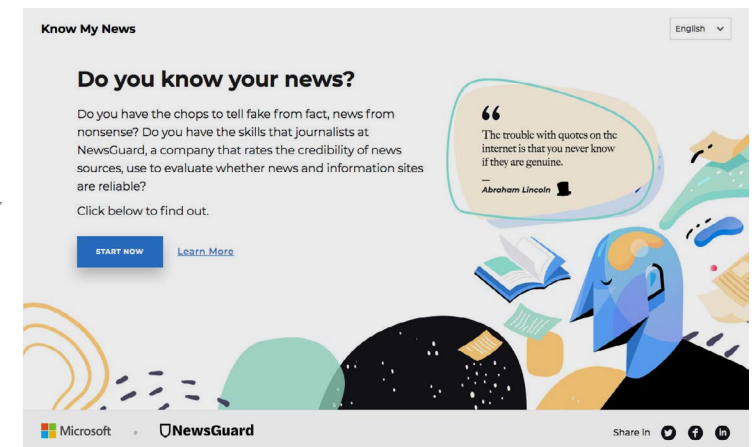 Know My News
English
Do you know your news?
Do you have the chops to tell fake from fact, news from
nonsense? Do you have the skills that journalists at
NewsGuard, a company that rates the credibility of news
sources, use to evaluate whether news and information sites
are reliable?
Click below to find out.
START NOW
Learn More
“
The trouble with quotes on the
internet is that you never know
if they are genuine.
—
Abraham Lincoln
Microsoft
NewsGuard
Share in